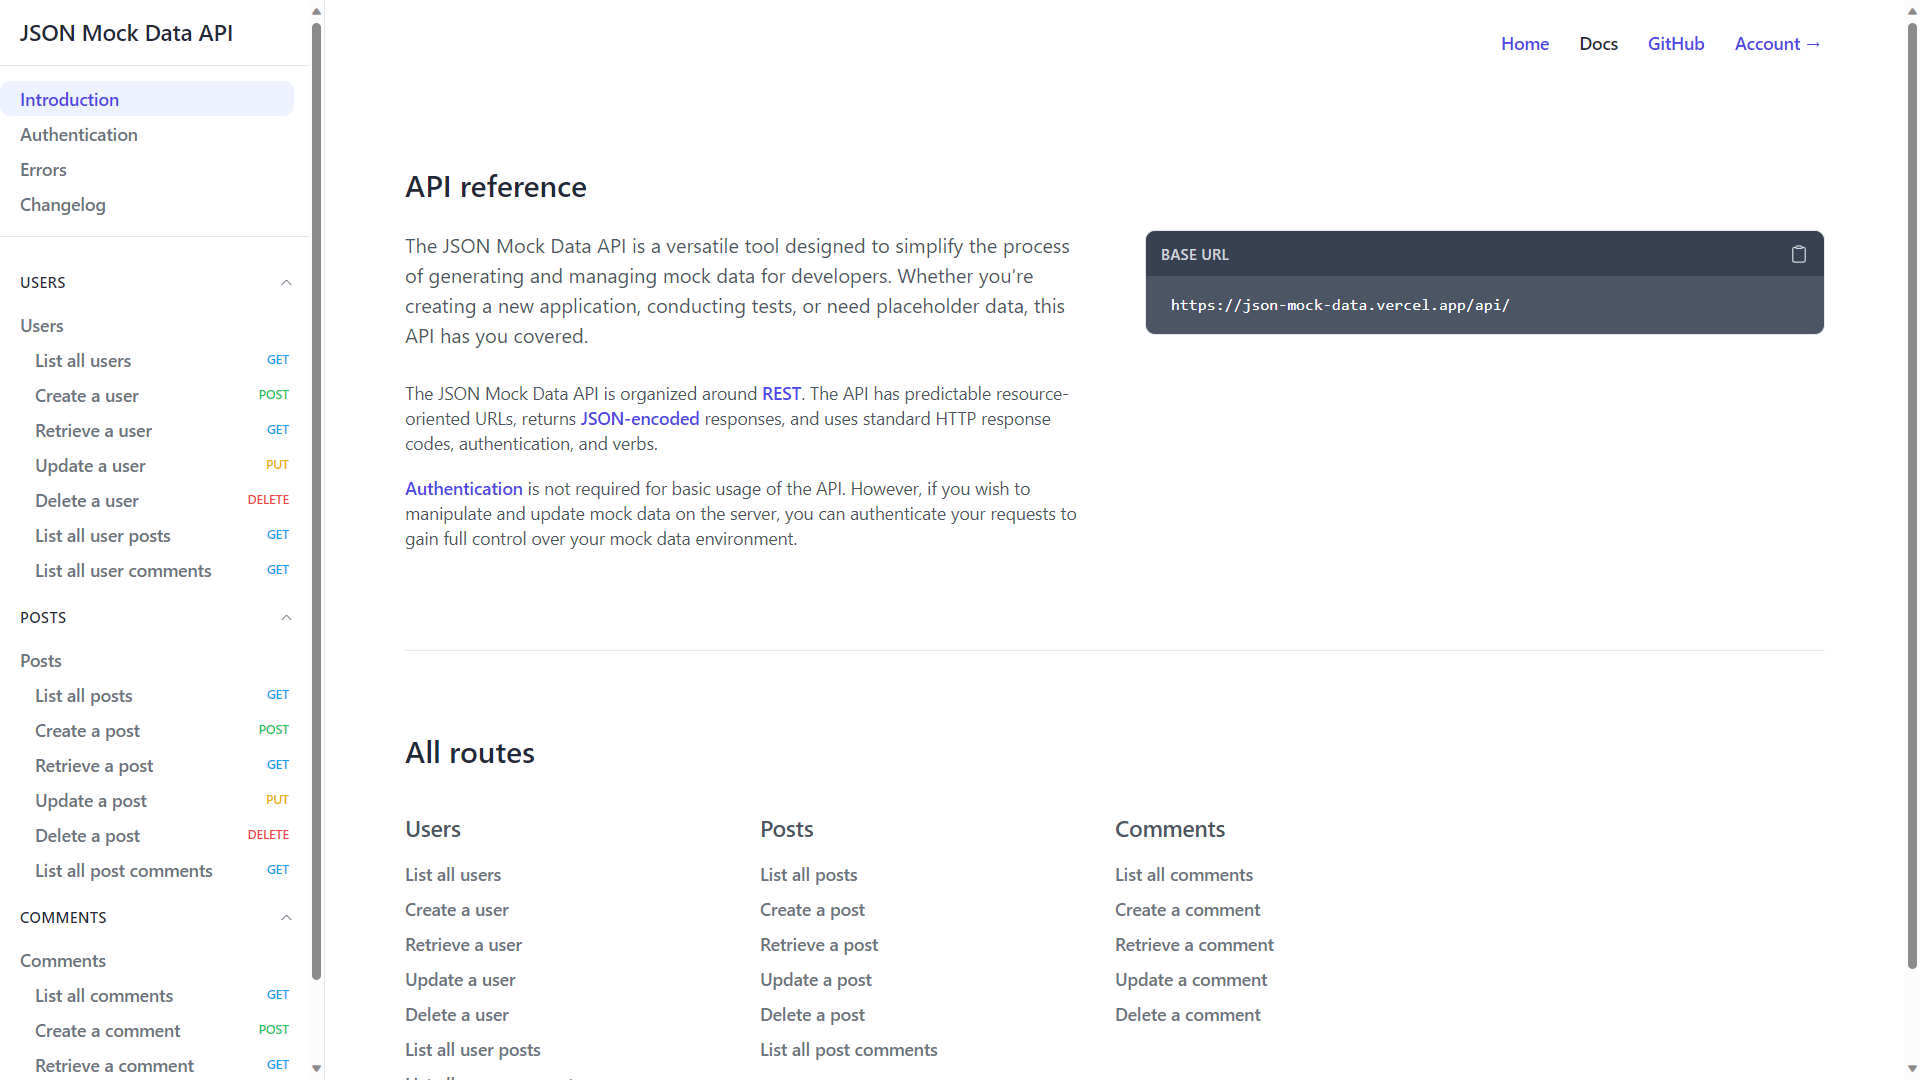 JSON Mock Data API
Introduction
Authentication
Errors
Changelog
USERS
Users
List all users GET
Create a user POST
Retrieve a user GET
Update a user PUT
Delete a user DELETE
List all user posts GET
List all user comments GET
POSTS
Posts
List all posts GET
Create a post POST
Retrieve a post GET
Update a post PUT
Delete a post DELETE
List all post comments GET
COMMENTS
Comments
List all comments GET
Create a comment POST
Retrieve a comment GET
Home Docs GitHub Account →
API reference
The JSON Mock Data API is a versatile tool designed to simplify the process
of generating and managing mock data for developers. Whether you're
creating a new application, conducting tests, or need placeholder data, this
API has you covered.
The JSON Mock Data API is organized around REST. The API has predictable resource-
oriented URLs, returns JSON-encoded responses, and uses standard HTTP response
codes, authentication, and verbs.
Authentication is not required for basic usage of the API. However, if you wish to
manipulate and update mock data on the server, you can authenticate your requests to
gain full control over your mock data environment.
BASE URL
https://json-mock-data.vercel.app/api/
All routes
Users
List all users
Create a user
Retrieve a user
Update a user
Delete a user
List all user posts
Posts
List all posts
Create a post
Retrieve a post
Update a post
Delete a post
List all post comments
Comments
List all comments
Create a comment
Retrieve a comment
Update a comment
Delete a comment